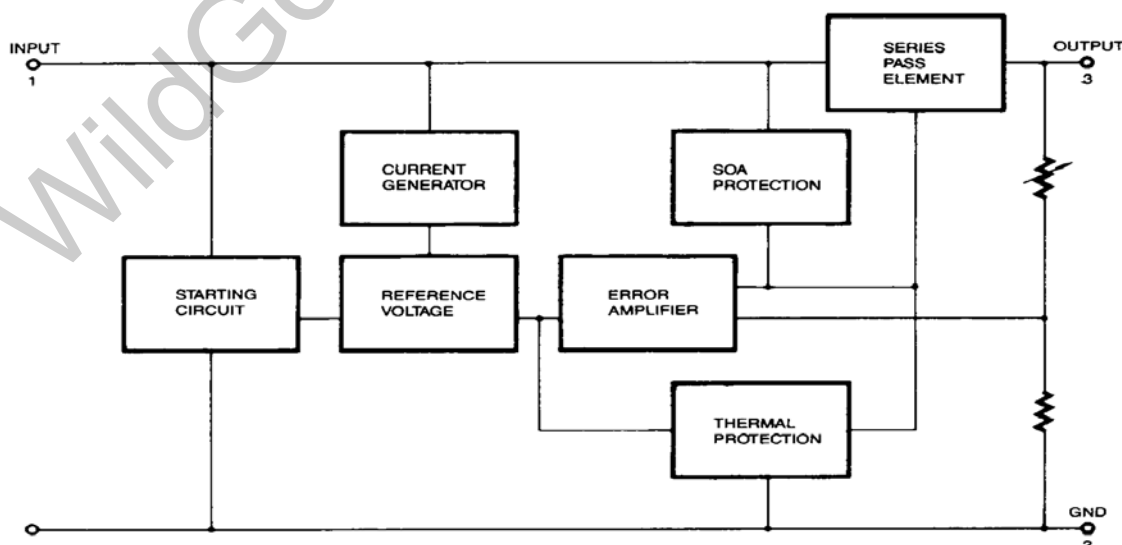 WildGo
INPUT
1
SERIES
PASS
ELEMENT
OUTPUT
3
CURRENT
GENERATOR
SOA
PROTECTION
STARTING
CIRCUIT
REFERENCE
VOLTAGE
ERROR
AMPLIFIER
THERMAL
PROTECTION
GND